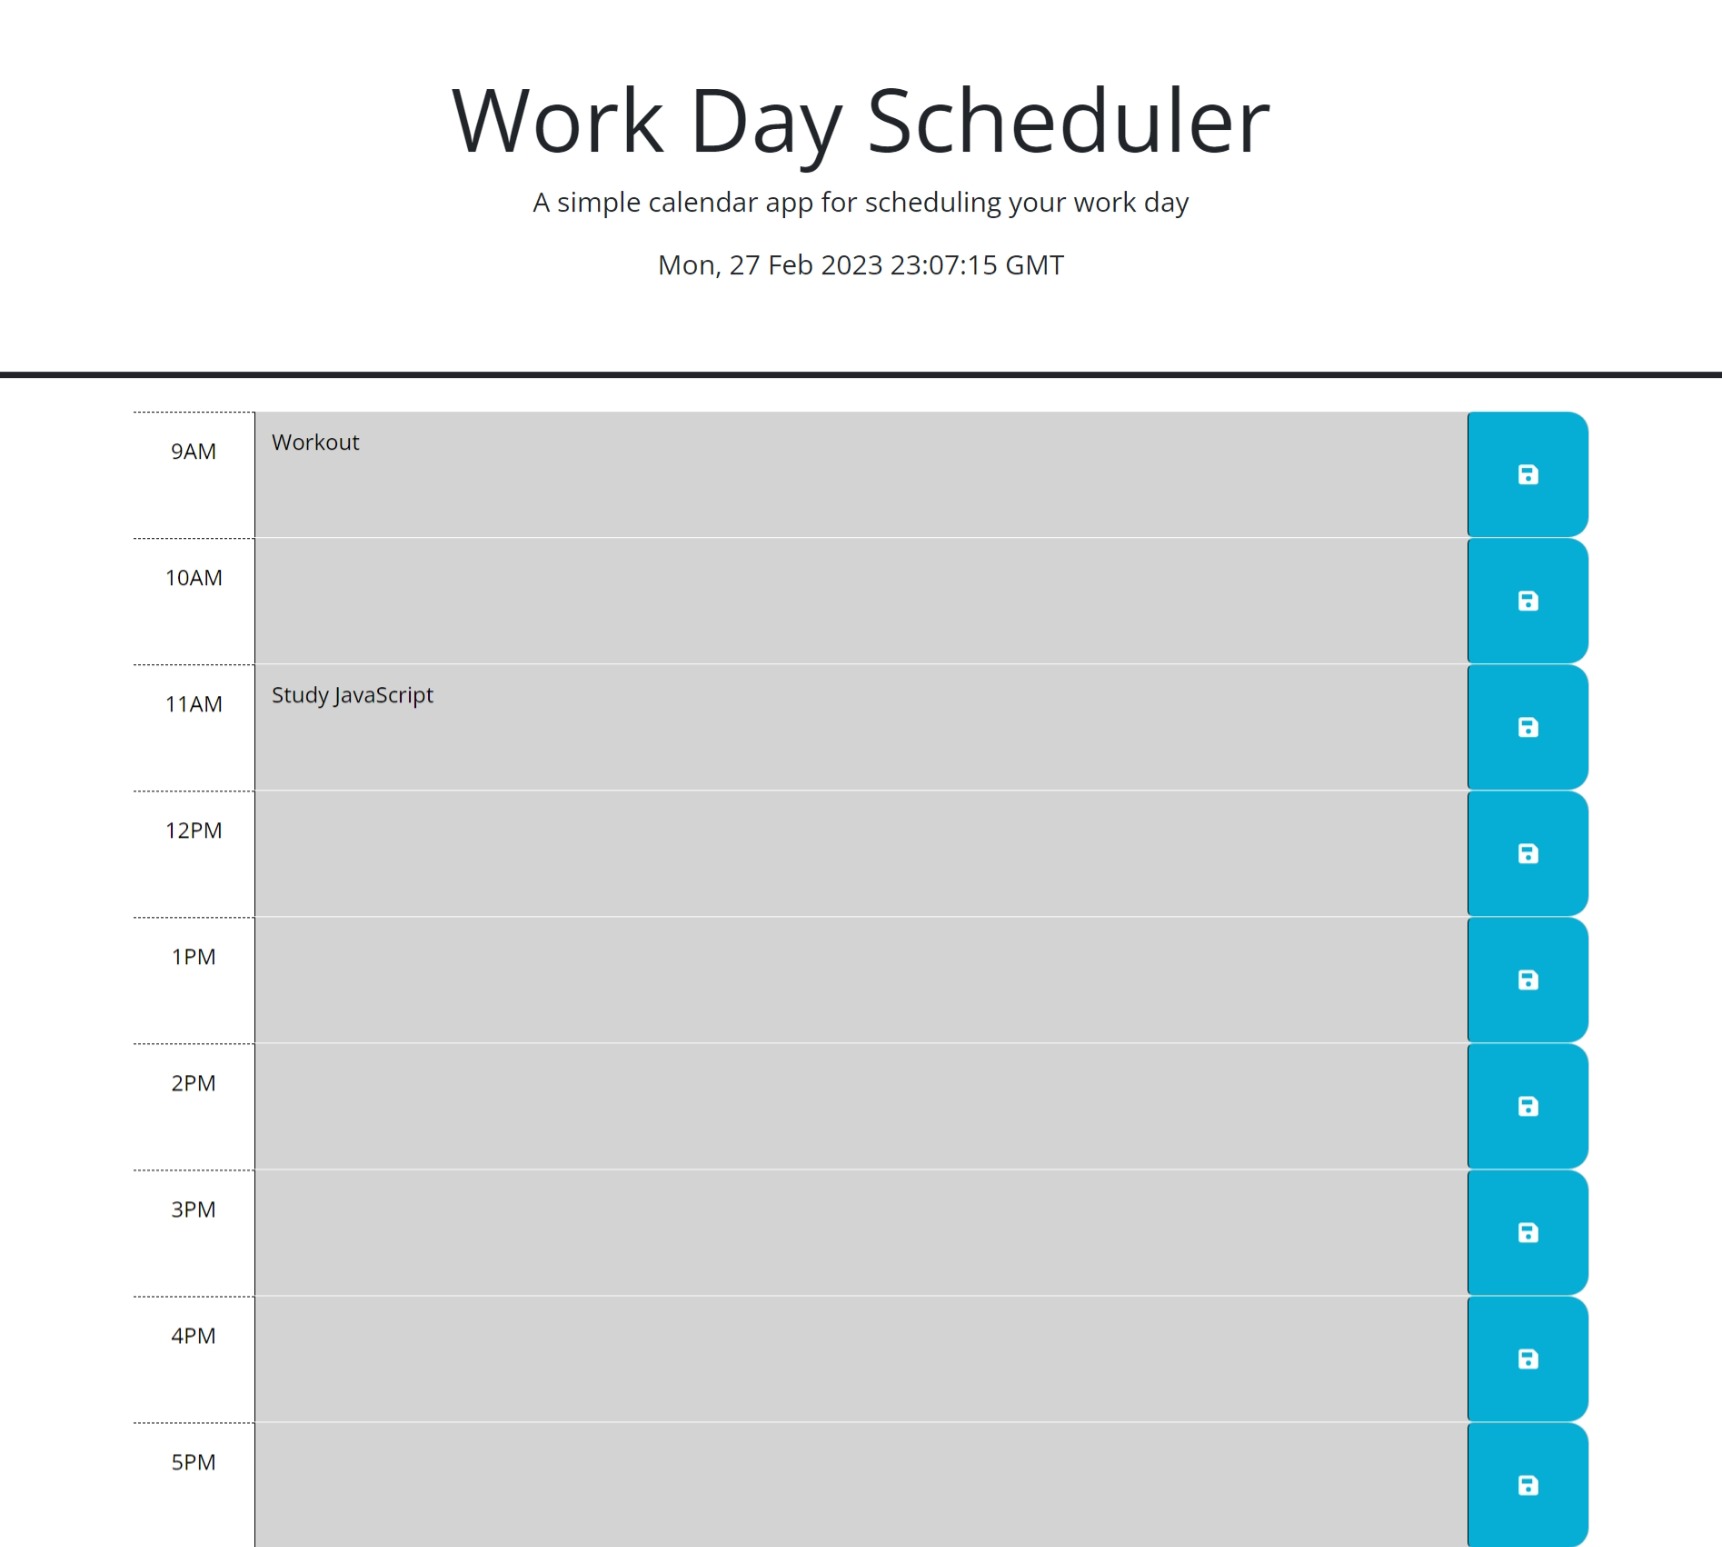 Work Day Scheduler
A simple calendar app for scheduling your work day
Mon, 27 Feb 2023 23:07:15 GMT
9AM Workout
10AM
11AM Study JavaScript
12PM
1PM
2PM
3PM
4PM
5PM